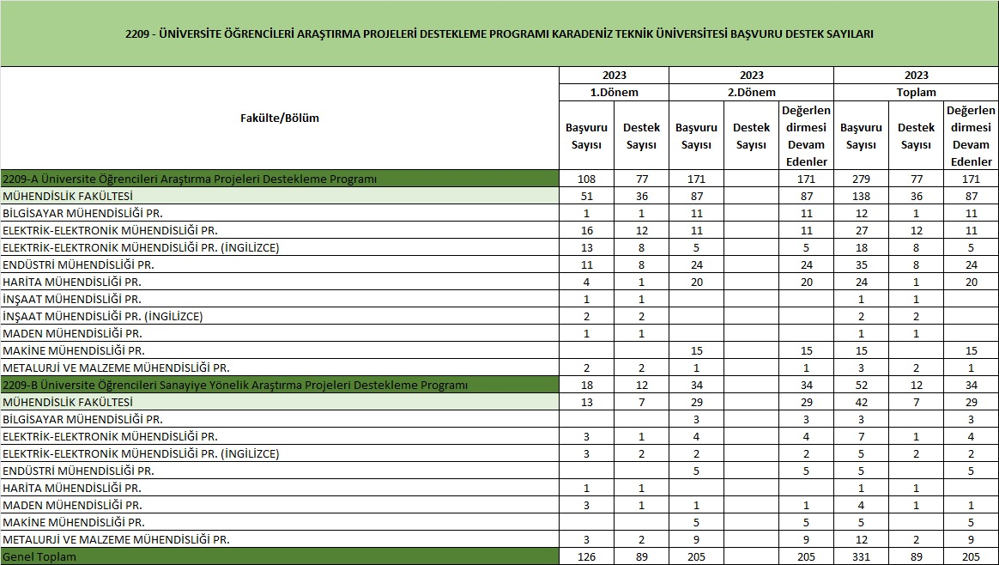 2209 - ÜNİVERSİTE ÖĞRENCİLERİ ARAŞTIRMA PROJELERİ DESTEKLEME PROGRAMI KARADENİZ TEKNİK ÜNİVERSİTESİ BAŞVURU DESTEK SAYILARI
Fakülte/Bölüm
2023 2023 2023
1.Dönem 2.Dönem Toplam
Başvuru Sayısı Destek Sayısı Başvuru Sayısı Destek Sayısı Değerlen dirmesi Devam Edenler Başvuru Sayısı Destek Sayısı Değerlen dirmesi Devam Edenler
2209-A Üniversite Öğrencileri Araştırma Projeleri Destekleme Programı 108 77 171 171 279 77 171
MÜHENDİSLİK FAKÜLTESİ 51 36 87 87 138 36 87
BİLGİSAYAR MÜHENDİSLİĞİ PR. 1 1 11 11 12 1 11
ELEKTRİK-ELEKTRONİK MÜHENDİSLİĞİ PR. 16 12 11 11 27 12 11
ELEKTRİK-ELEKTRONİK MÜHENDİSLİĞİ PR. (İNGİLİZCE) 13 8 5 5 18 8 5
ENDÜSTRİ MÜHENDİSLİĞİ PR. 11 8 24 24 35 8 24
HARİTA MÜHENDİSLİĞİ PR. 4 1 20 20 24 1 20
İNŞAAT MÜHENDİSLİĞİ PR. 1 1 1 1
İNŞAAT MÜHENDİSLİĞİ PR. (İNGİLİZCE) 2 2 2 2
MADEN MÜHENDİSLİĞİ PR. 1 1 1 1
MAKİNE MÜHENDİSLİĞİ PR. 15 15 15 15
METALURJİ VE MALZEME MÜHENDİSLİĞİ PR. 2 2 1 1 3 2 1
2209-B Üniversite Öğrencileri Sanayiye Yönelik Araştırma Projeleri Destekleme Programı 18 12 34 34 52 12 34
MÜHENDİSLİK FAKÜLTESİ 13 7 29 29 42 7 29
BİLGİSAYAR MÜHENDİSLİĞİ PR. 3 3 3 3
ELEKTRİK-ELEKTRONİK MÜHENDİSLİĞİ PR. 3 1 4 4 7 1 4
ELEKTRİK-ELEKTRONİK MÜHENDİSLİĞİ PR. (İNGİLİZCE) 3 2 2 2 5 2 2
ENDÜSTRİ MÜHENDİSLİĞİ PR. 5 5 5 5
HARİTA MÜHENDİSLİĞİ PR. 1 1 1 1
MADEN MÜHENDİSLİĞİ PR. 3 1 1 1 4 1 1
MAKİNE MÜHENDİSLİĞİ PR. 5 5 5 5
METALURJİ VE MALZEME MÜHENDİSLİĞİ PR. 3 2 9 9 12 2 9
Genel Toplam 126 89 205 205 331 89 205